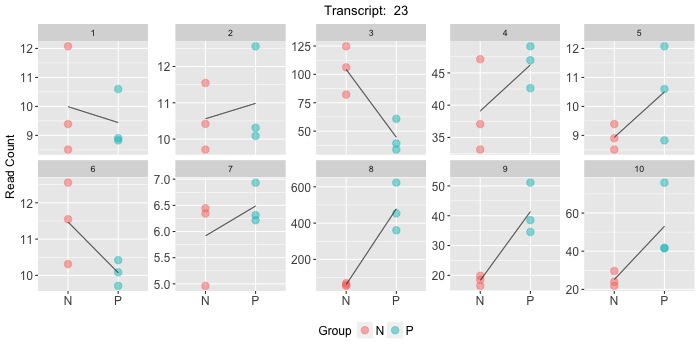 Transcript: 23
1 2 3 4 5
12 11 10 9
12 11 10
125 100 75 50
45 40 35
12 11 10 9
Read Count
6 7 8 9 10
12 11 10
7.0 6.5 6.0 5.5 5.0
600 400 200
50 40 30 20
60 40 20
N P N P N P N P N P
Group N P